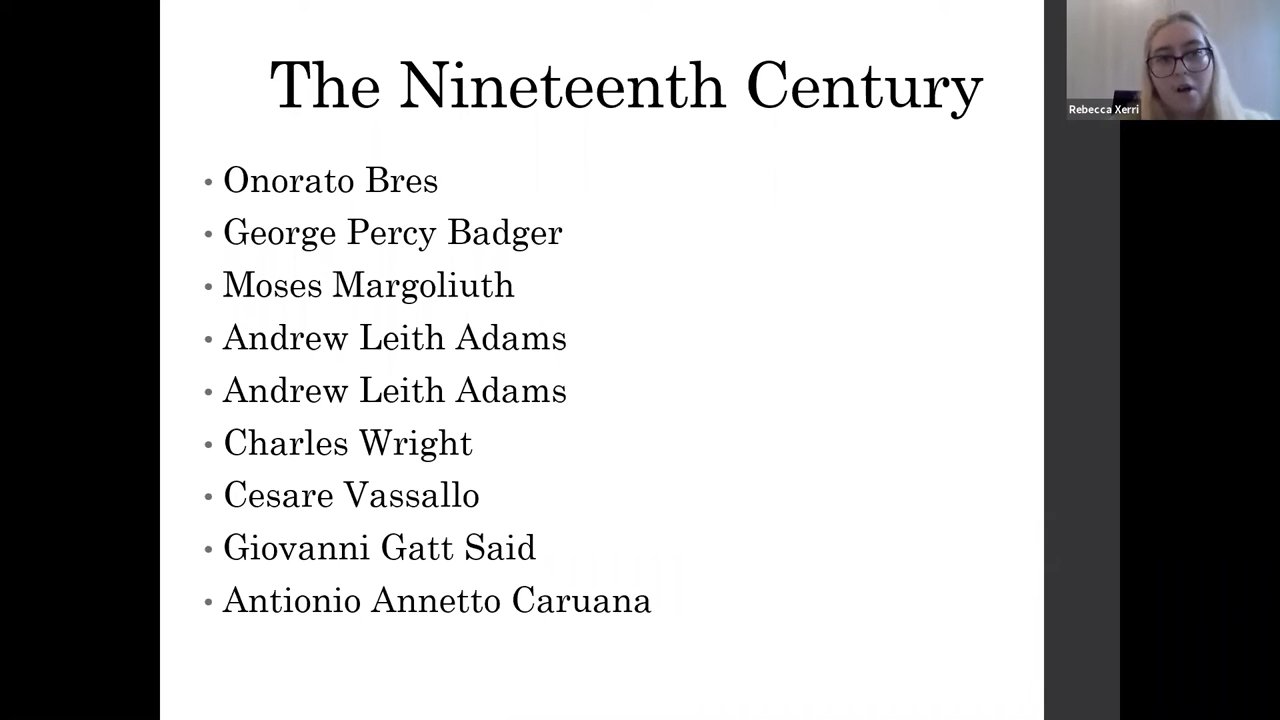 The Nineteenth Century
• Onorato Bres
• George Percy Badger
• Moses Margoliuth
• Andrew Leith Adams
• Andrew Leith Adams
• Charles Wright
• Cesare Vassallo
• Giovanni Gatt Said
• Antionio Annetto Caruana
Rebecca Xerri